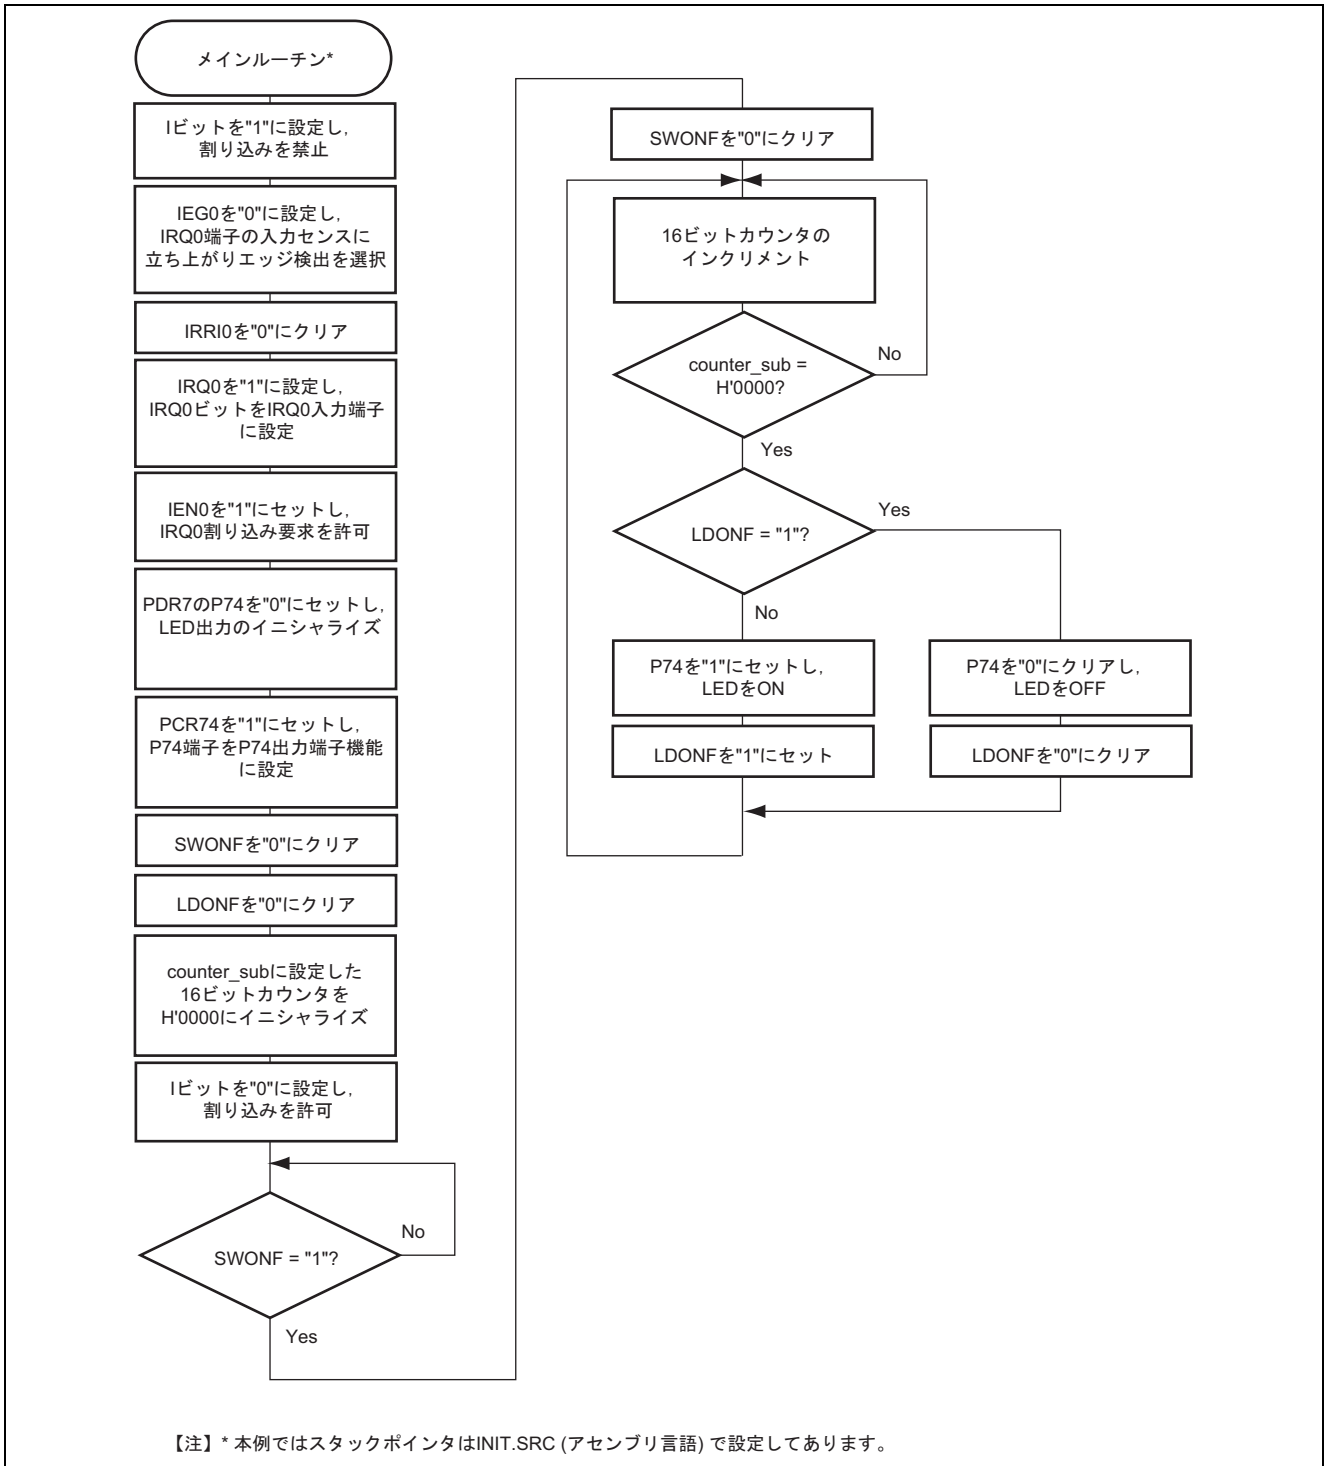 メインルーチン*
Iビットを"1"に設定し,
割り込みを禁止
IEG0を"0"に設定し,
IRQ0端子の入力センスに
立ち上がりエッジ検出を選択
IRRI0を"0"にクリア
IRQ0を"1"に設定し,
IRQ0ビットをIRQ0入力端子
に設定
IEN0を"1"にセットし,
IRQ0割り込み要求を許可
PDR7のP74を"0"にセットし,
LED出力のイニシャライズ
PCR74を"1"にセットし,
P74端子をP74出力端子機能
に設定
SWONFを"0"にクリア
LDONFを"0"にクリア
counter_subに設定した
16ビットカウンタを
H'0000にイニシャライズ
Iビットを"0"に設定し,
割り込みを許可
SWONF = "1"?
No
Yes
SWONFを"0"にクリア
16ビットカウンタの
インクリメント
counter_sub =
H'0000?
No
Yes
LDONF = "1"?
Yes
No
P74を"1"にセットし,
LEDをON
LDONFを"1"にセット
P74を"0"にクリアし,
LEDをOFF
LDONFを"0"にクリア
【注】* 本例ではスタックポインタはINIT.SRC (アセンブリ言語) で設定してあります。